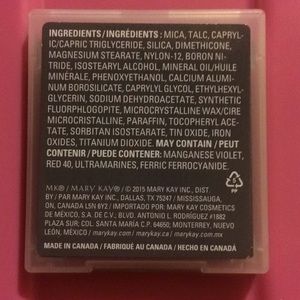 INGREDIENTS/INGRÉDIENTS: MICA, TALC, CAPRYL-
IC/CAPRIC TRIGLYCERIDE, SILICA, DIMETHICONE,
MAGNESIUM STEARATE, NYLON-12, BORON NI-
TRIDE, ISOSTEARYL ALCOHOL, MINERAL OIL/HUILE
MINÉRALE, PHENOXYETHANOL, CALCIUM ALUMI-
NUM BOROSILICATE, CAPRYLYL GLYCOL, ETHYLHEXYL-
GLYCERIN, SODIUM DEHYDROACETATE, SYNTHETIC
FLUORPHLOGOPITE, MICROCRYSTALLINE WAX/CIRE
MICROCRISTALLINE, PARAFFIN, TOCOPHERYL ACE-
TATE, SORBITAN ISOSTEARATE, TIN OXIDE, IRON
OXIDES, TITANIUM DIOXIDE. MAY CONTAIN / PEUT
CONTENIR / PUEDE CONTENER: MANGANESE VIOLET,
RED 40, ULTRAMARINES, FERRIC FERROCYANIDE.
MK® / MARY KAY® / © 2015 MARY KAY INC., DIST.
BY / PAR MARY KAY INC., DALLAS, TX 75247 / MISSISSAUGA,
ON, CANADA L5N 6Y2 / IMPORTADO POR: MARY KAY COSMETICS
DE MÉXICO, S.A. DE C.V., BLVD. ANTONIO L. RODRÍGUEZ #1882
PLAZA SUR, COL. SANTA MARÍA C.P. 64650, MONTERREY, NUEVO
LEÓN, MÉXICO / marykay.com / marykay.ca / marykay.com.mx
MADE IN CANADA / FABRIQUÉ AU CANADA / HECHO EN CANADÁ
5
PP